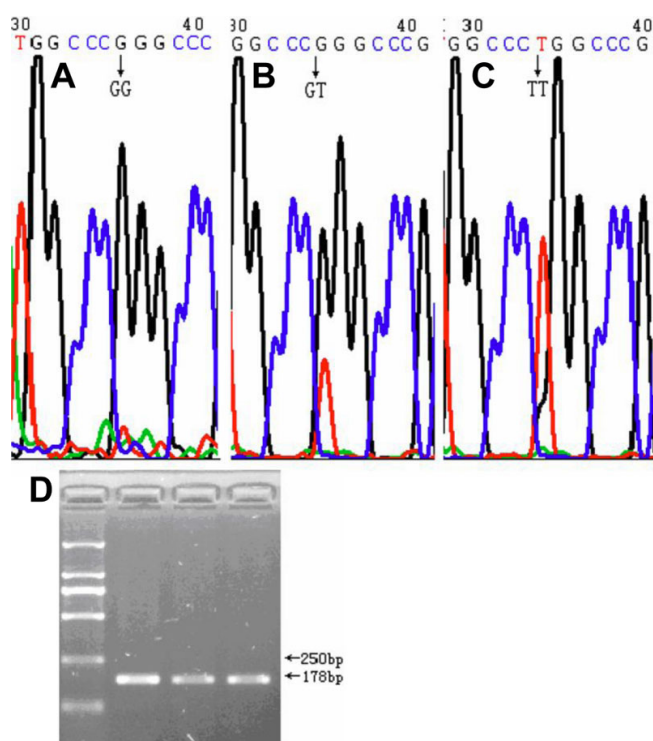 30 40
T G G C C C G G G C C C
A
GG
30 40
G G C C C G G G C C C G
B
GT
30 40
G G C C C T G G C C C G
C
TT
D
←250bp
←178bp